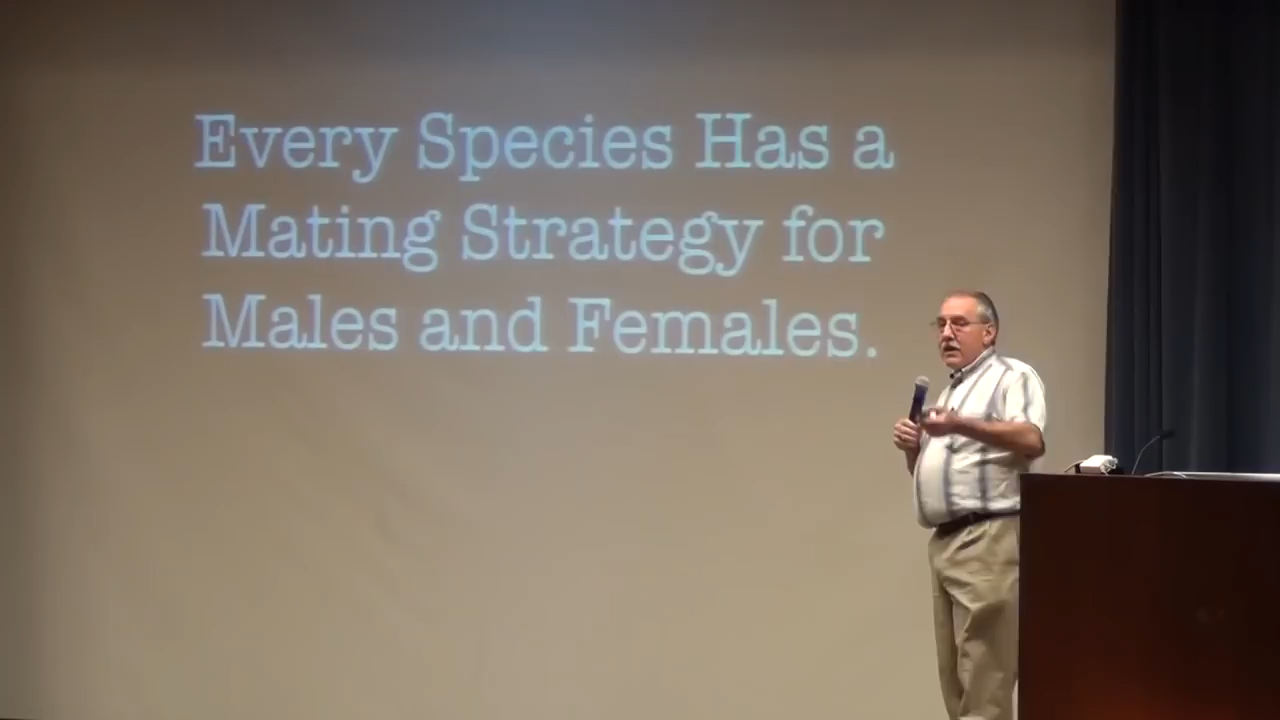 Every Species Has a
Mating Strategy for
Males and Females.